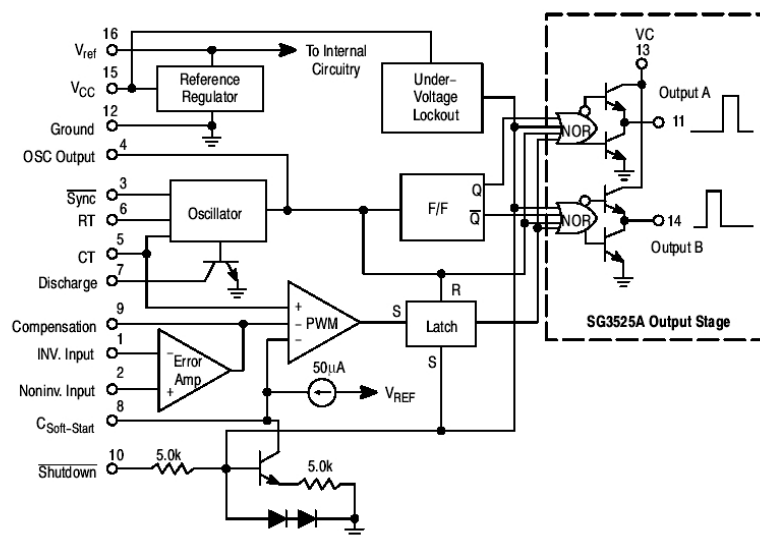 16
Vref
To Internal
Circuitry
15
VCC
Reference
Regulator
12
Ground
4
OSC Output
Under–
Voltage
Lockout
VC
13
Output A
NOR
11
3
Sync
6
RT
Oscillator
5
CT
7
Discharge
F/F
Q
Q
NOR
14
Output B
SG3525A Output Stage
9
Compensation
1
INV. Input
2
Noninv. Input
8
CSoft-Start
+
–
–
PWM
–
Error
Amp
+
S
R
Latch
S
50μA
VREF
10
Shutdown
5.0k
5.0k